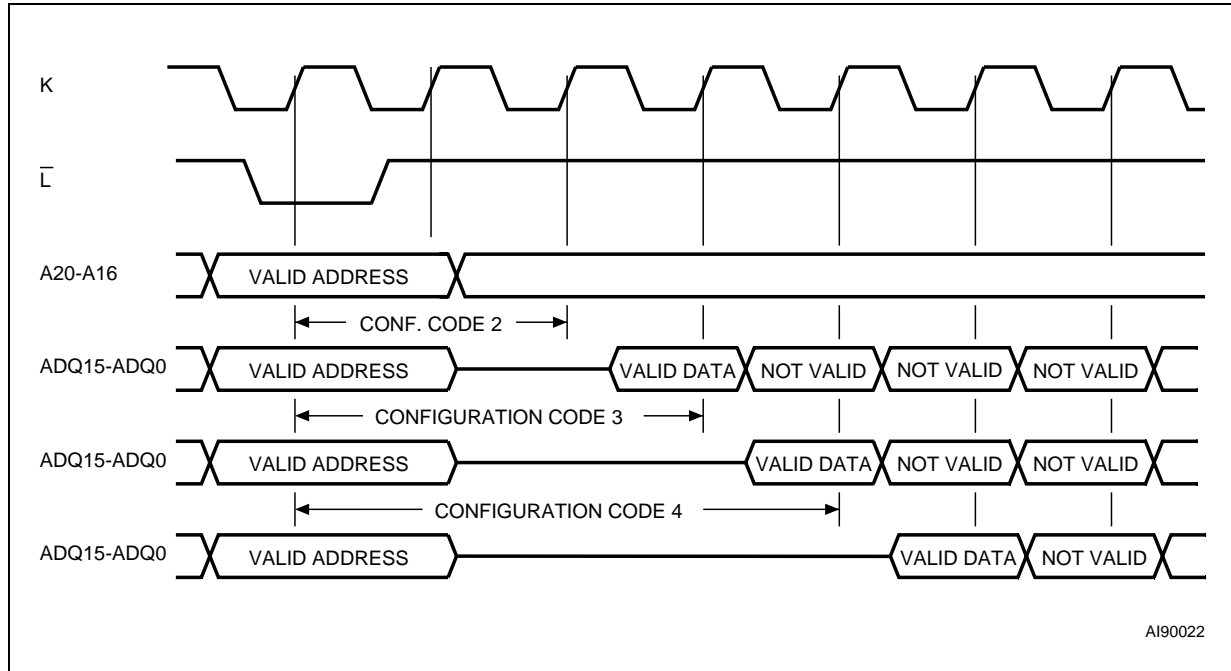 K
L̅
A20-A16
VALID ADDRESS
CONF. CODE 2
ADQ15-ADQ0
VALID ADDRESS
VALID DATA
NOT VALID
NOT VALID
NOT VALID
CONFIGURATION CODE 3
ADQ15-ADQ0
VALID ADDRESS
VALID DATA
NOT VALID
NOT VALID
CONFIGURATION CODE 4
ADQ15-ADQ0
VALID ADDRESS
VALID DATA
NOT VALID
AI90022